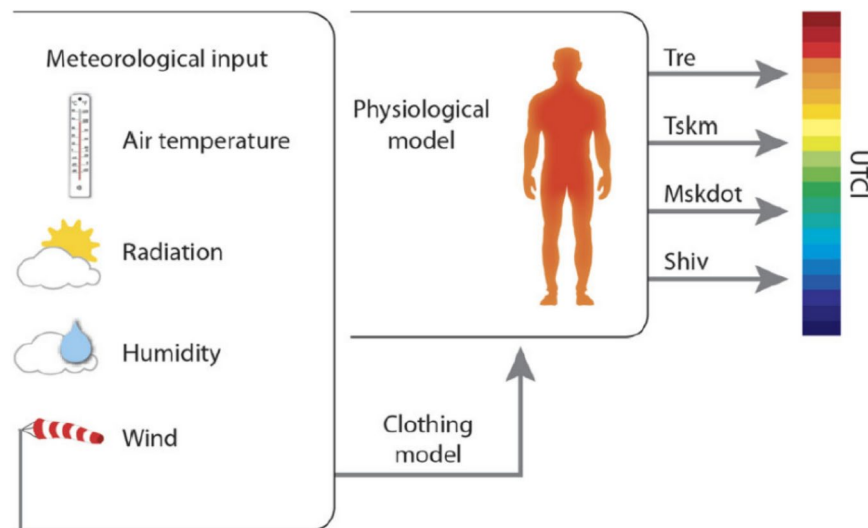 Meteorological input
Air temperature
Radiation
Humidity
Wind
Physiological
model
Clothing
model
Tre
Tskm
Mskdot
Shiv
UTCI